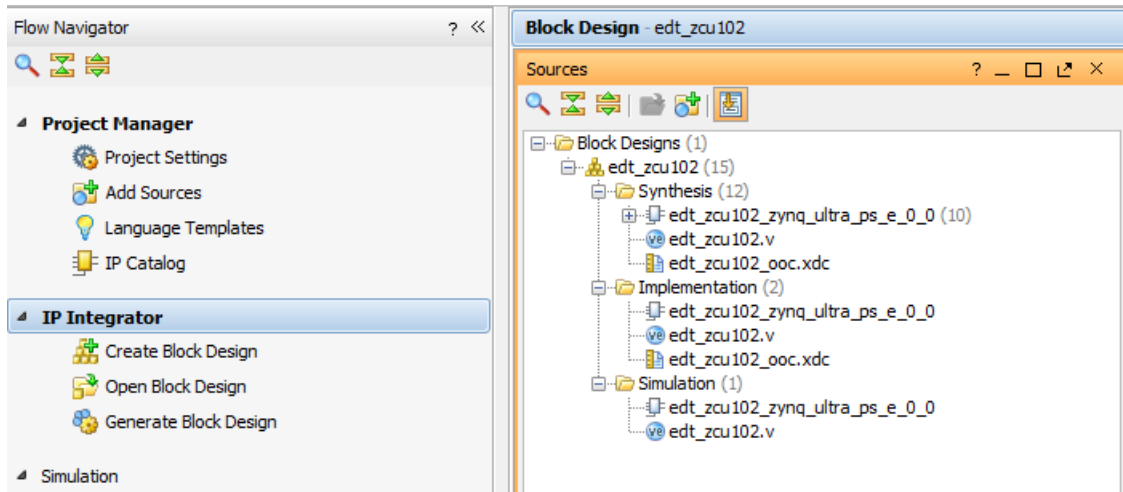 Flow Navigator ? «
Project Manager
Project Settings
Add Sources
Language Templates
IP Catalog
IP Integrator
Create Block Design
Open Block Design
Generate Block Design
Simulation
Block Design - edt_zcu102
Sources ?
Block Designs (1)
edt_zcu102 (15)
Synthesis (12)
edt_zcu102_zynq_ultra_ps_e_0_0 (10)
edt_zcu102.v
edt_zcu102_ooc.xdc
Implementation (2)
edt_zcu102_zynq_ultra_ps_e_0_0
edt_zcu102.v
edt_zcu102_ooc.xdc
Simulation (1)
edt_zcu102_zynq_ultra_ps_e_0_0
edt_zcu102.v